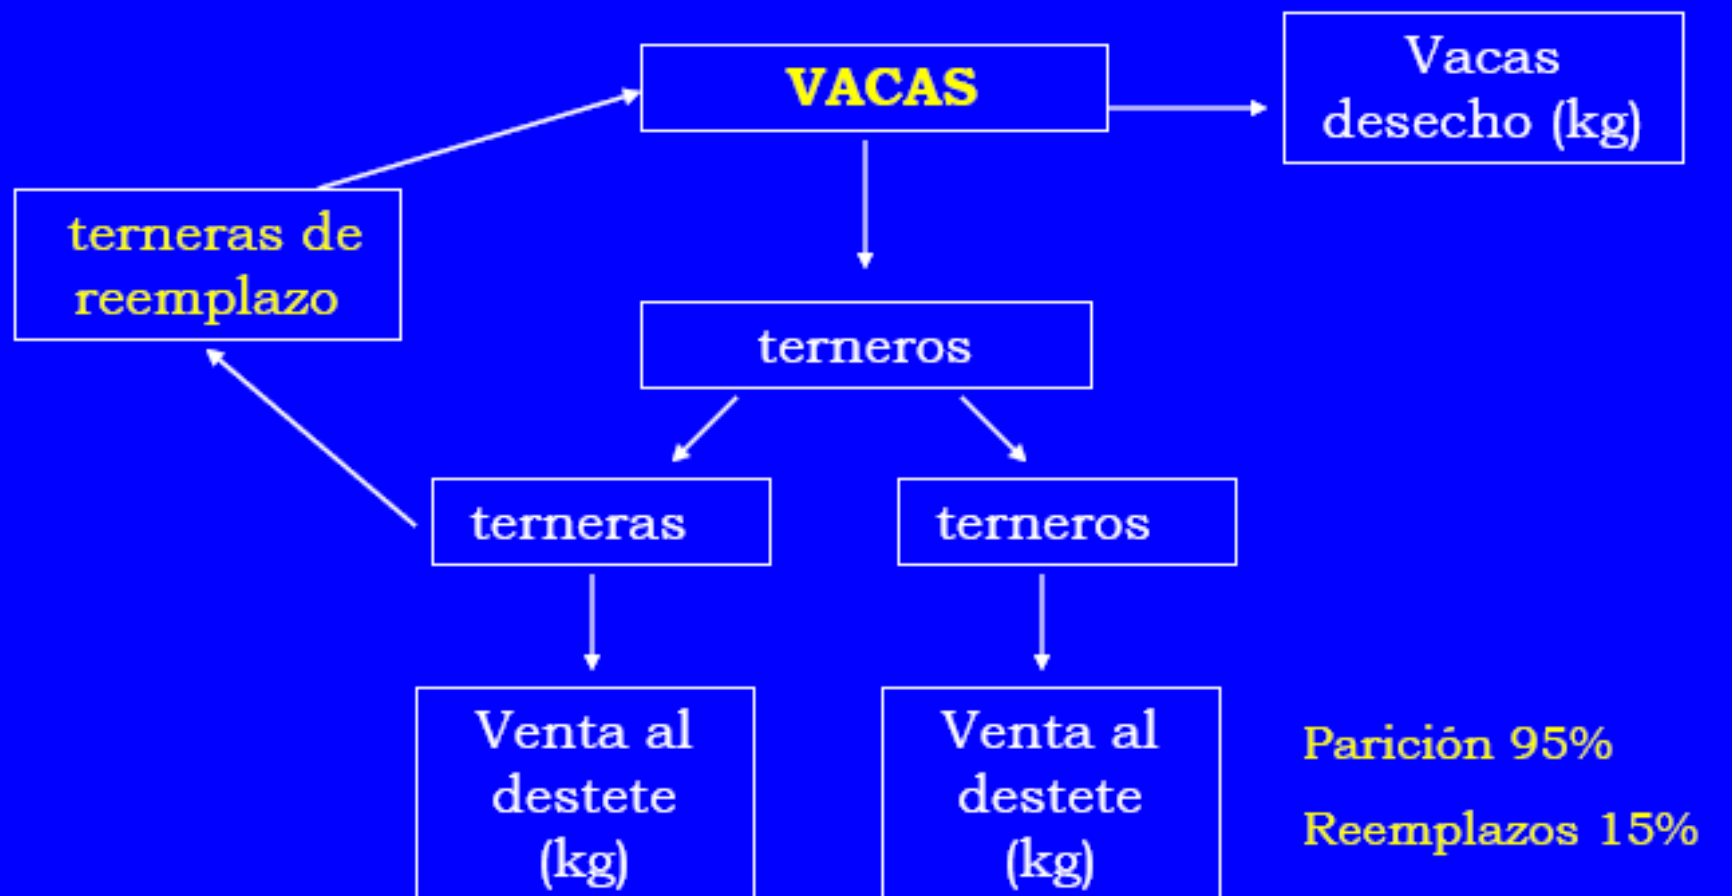 VACAS
Vacas
desecho (kg)
terneras de
reemplazo
terneros
terneras
terneros
Venta al
destete
(kg)
Venta al
destete
(kg)
Parición 95%
Reemplazos 15%